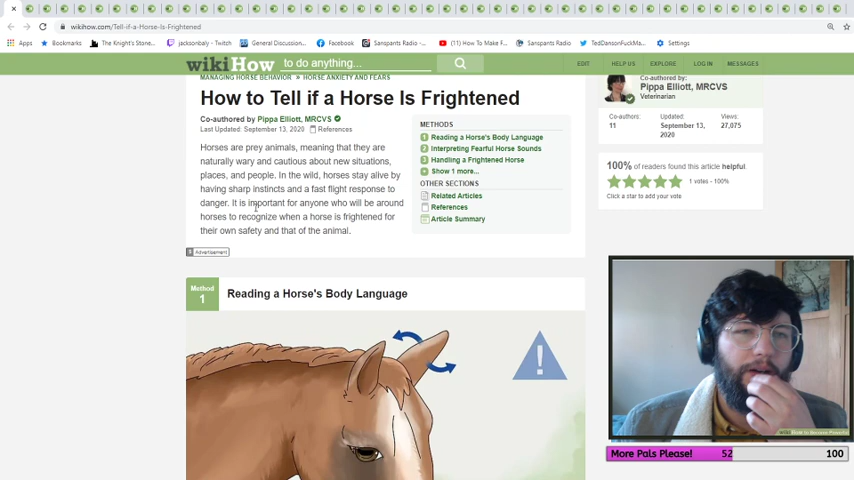 wikihow.com/Tell-if-a-Horse-Is-Frightened
Apps
Bookmarks
The Knight's Stone...
jacksonbaly - Twitch
General Discussion...
Facebook
Sanspants Radio -...
(11) How To Make F...
Sanspants Radio
TedDansonFuckMa...
Settings
wikiHow to do anything...
EDIT
HELP US
EXPLORE
LOG IN
MESSAGES
MANAGING HORSE BEHAVIOR » HORSE ANXIETY AND FEARS
How to Tell if a Horse Is Frightened
Co-authored by Pippa Elliott, MRCVS
Last Updated: September 13, 2020 References
Horses are prey animals, meaning that they are
naturally wary and cautious about new situations,
places, and people. In the wild, horses stay alive by
having sharp instincts and a fast flight response to
danger. It is important for anyone who will be around
horses to recognize when a horse is frightened for
their own safety and that of the animal.
METHODS
1 Reading a Horse's Body Language
2 Interpreting Fearful Horse Sounds
3 Handling a Frightened Horse
+ Show 1 more...
OTHER SECTIONS
Related Articles
References
Article Summary
Co-authored by:
Pippa Elliott, MRCVS
Veterinarian
Co-authors:
11
Updated:
September 13,
2020
Views:
27,075
100% of readers found this article helpful.
1 votes - 100%
Click a star to add your vote
Advertisement
Method
1
Reading a Horse's Body Language
!
wiki How to Become Powerful
More Pals Please!
52
100